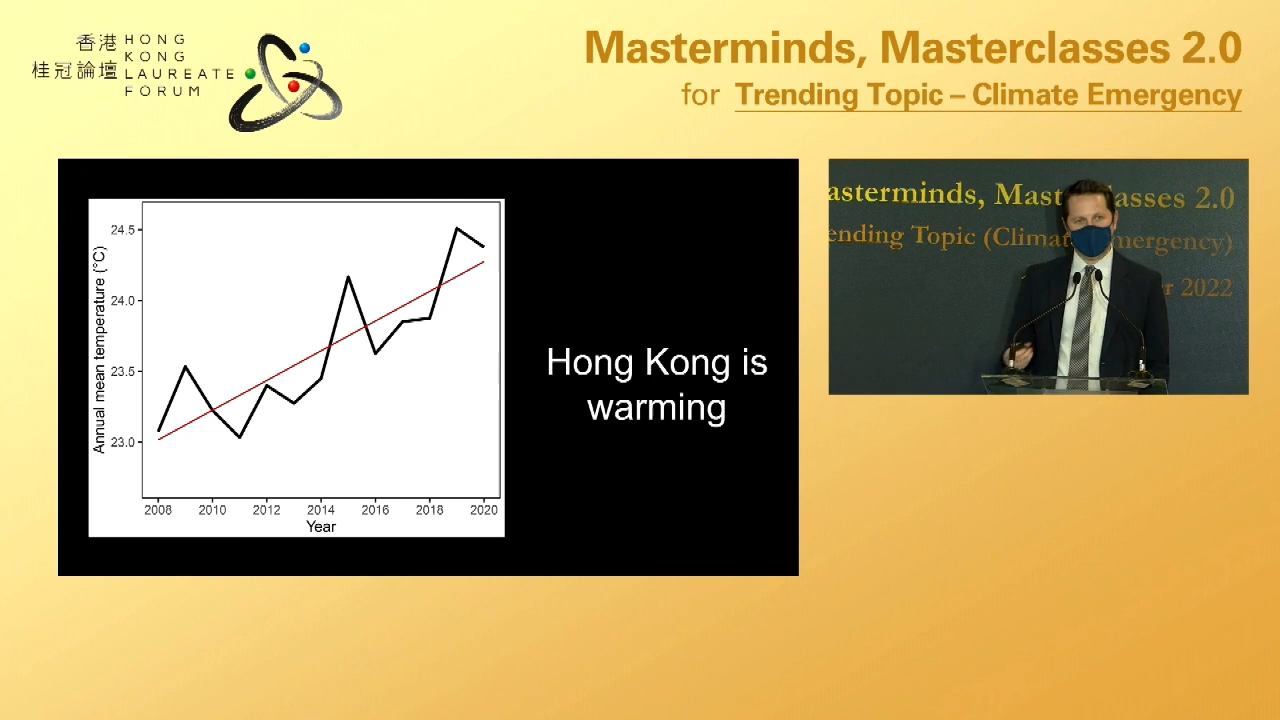 香港
桂冠論壇
HONG
KONG
LAUREATE
FORUM
Masterminds, Masterclasses 2.0
for Trending Topic – Climate Emergency
Annual mean temperature (°C)
24.5
24.0
23.5
23.0
2008 2010 2012 2014 2016 2018 2020
Year
Hong Kong is
warming
asterminds, Mast asses 2.0
ending Topic (Climat mergency)
r 2022